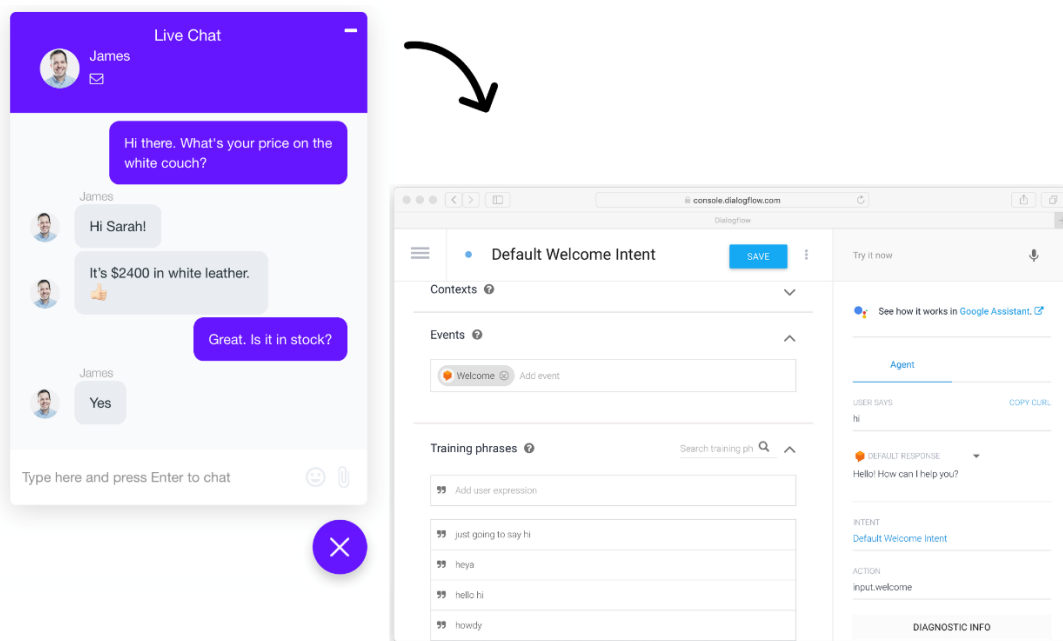 Live Chat
James
Hi there. What's your price on the
white couch?
James
Hi Sarah!
It's $2400 in white leather.
Great. Is it in stock?
James
Yes
Type here and press Enter to chat
console.dialogflow.com
Dialogflow
Default Welcome Intent
SAVE
Contexts
Events
Welcome
Add event
Training phrases
Search training ph
Add user expression
just going to say hi
heya
hello hi
howdy
Try it now
See how it works in Google Assistant.
Agent
USER SAYS
COPY CURL
hi
DEFAULT RESPONSE
Hello! How can I help you?
INTENT
Default Welcome Intent
ACTION
input.welcome
DIAGNOSTIC INFO